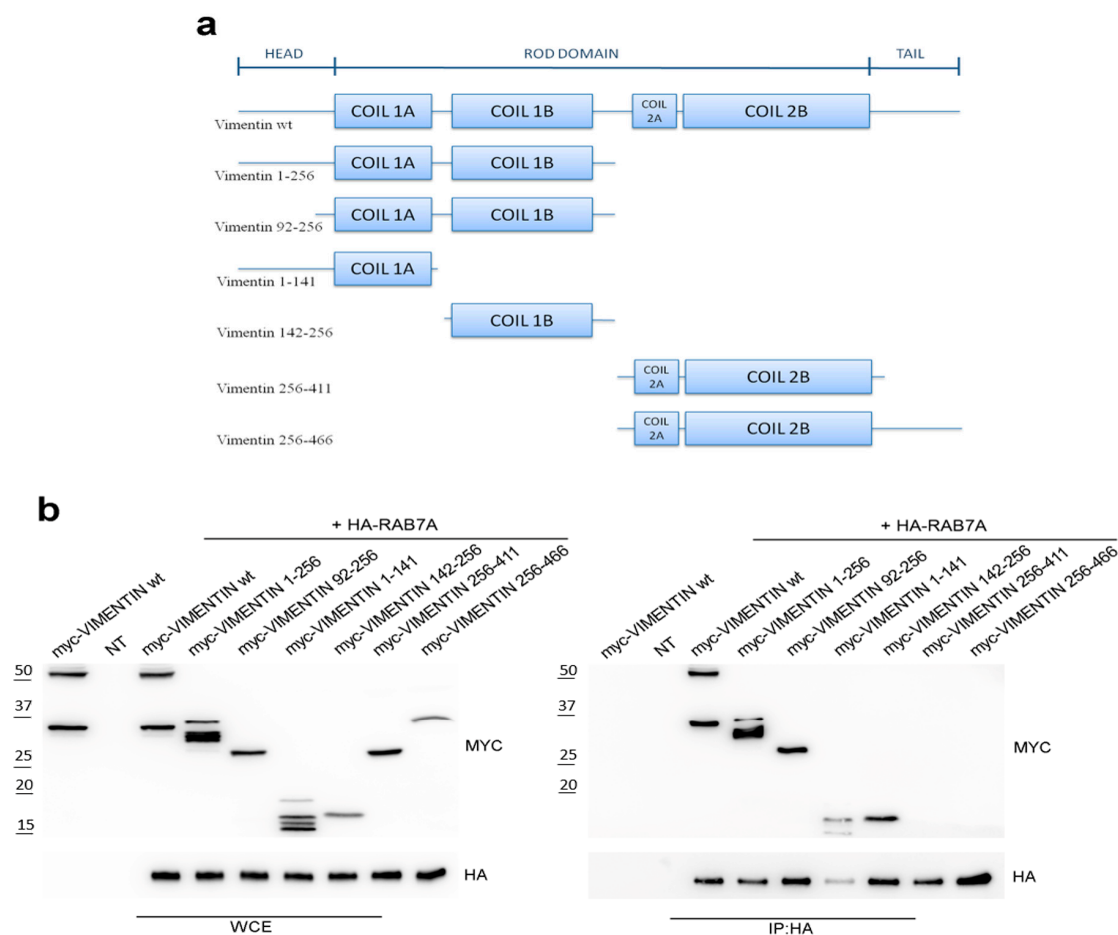 a
HEAD ROD DOMAIN TAIL
COIL 1A COIL 1B COIL 2A COIL 2B
Vimentin wt
COIL 1A COIL 1B
Vimentin 1-256
COIL 1A COIL 1B
Vimentin 92-256
COIL 1A
Vimentin 1-141
COIL 1B
Vimentin 142-256
COIL 2A COIL 2B
Vimentin 256-411
COIL 2A COIL 2B
Vimentin 256-466
b
+ HA-RAB7A
myc-VIMENTIN wt
NT
myc-VIMENTIN wt
myc-VIMENTIN 1-256
myc-VIMENTIN 92-256
myc-VIMENTIN 1-141
myc-VIMENTIN 142-256
myc-VIMENTIN 256-411
myc-VIMENTIN 256-466
50
37
25
20
15
MYC
HA
WCE
+ HA-RAB7A
myc-VIMENTIN wt
NT
myc-VIMENTIN wt
myc-VIMENTIN 1-256
myc-VIMENTIN 92-256
myc-VIMENTIN 1-141
myc-VIMENTIN 142-256
myc-VIMENTIN 256-411
myc-VIMENTIN 256-466
50
37
25
20
MYC
HA
IP:HA